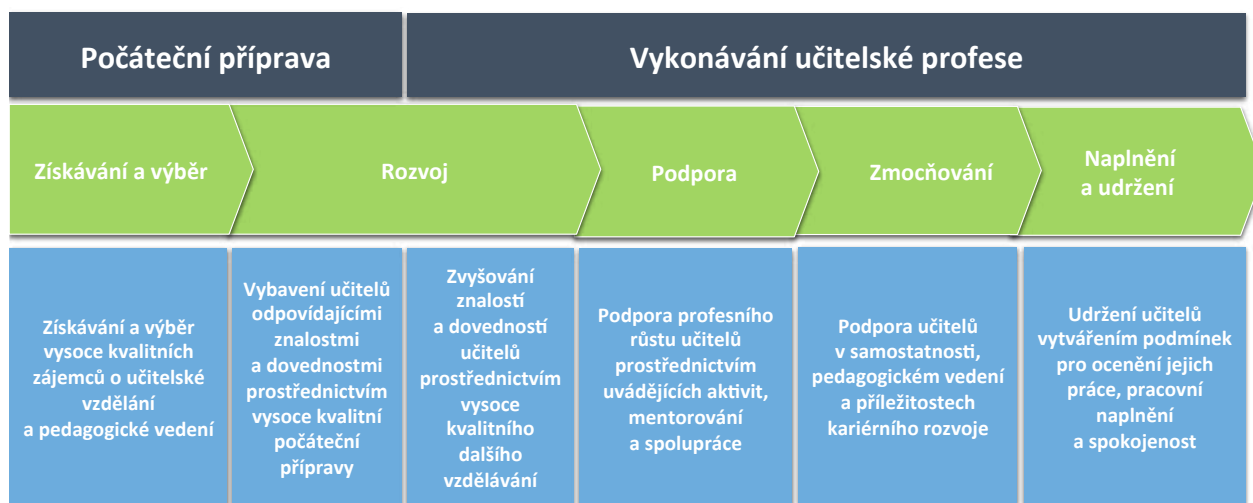 Počáteční příprava
Vykonávání učitelské profese
Získávání a výběr
Rozvoj
Podpora
Zmocňování
Naplnění
a udržení
Získávání a výběr
vysoce kvalitních
zájemců o učitelské
vzdělání
a pedagogické vedení
Vybavení učitelů
odpovídajícími
znalostmi
a dovednostmi
prostřednictvím
vysoce kvalitní
počáteční
přípravy
Zvyšování
znalostí
a dovedností
učitelů
prostřednictvím
vysoce
kvalitního
dalšího
vzdělávání
Podpora profesního
růstu učitelů
prostřednictvím
uvádějících aktivit,
mentorování
a spolupráce
Podpora učitelů
v samostatnosti,
pedagogickém vedení
a příležitostech
kariérního rozvoje
Udržení učitelů
vytvářením podmínek
pro ocenění jejich
práce, pracovní
naplnění
a spokojenost